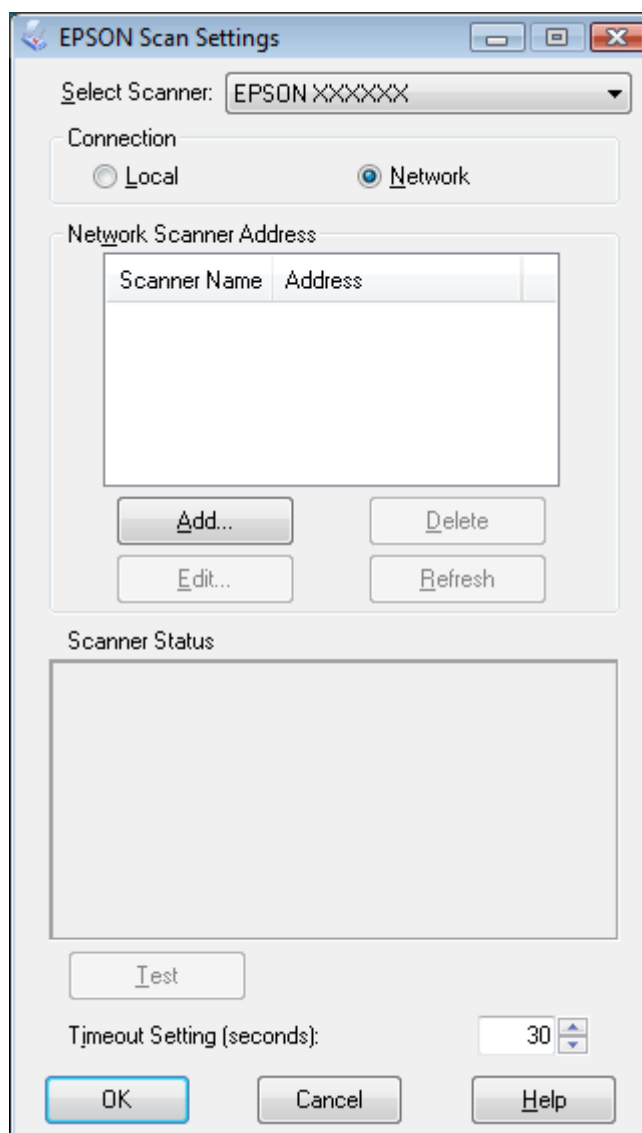 EPSON Scan Settings
Select Scanner: EPSON XXXXXX
Connection
Local Network
Network Scanner Address
Scanner Name Address
Add... Delete
Edit... Refresh
Scanner Status
Test
Timeout Setting (seconds): 30
OK Cancel Help